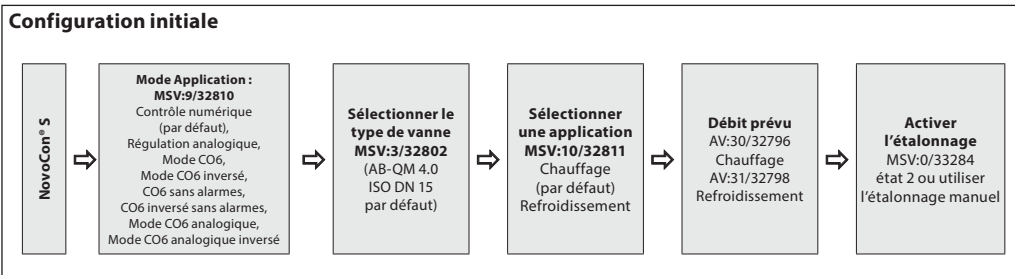 Configuration initiale
NovoCon® S
Mode Application :
MSV:9/32810
Contrôle numérique
(par défaut),
Régulation analogique,
Mode CO6,
Mode CO6 inversé,
CO6 sans alarmes,
CO6 inversé sans alarmes,
Mode CO6 analogique,
Mode CO6 analogique inversé
Sélectionner le
type de vanne
MSV:3/32802
(AB-QM 4.0
ISO DN 15
par défaut)
Sélectionner
une application
MSV:10/32811
Chauffage
(par défaut)
Refroidissement
Débit prévu
AV:30/32796
Chauffage
AV:31/32798
Refroidissement
Activer
l’étalonnage
MSV:0/33284
état 2 ou utiliser
l’étalonnage manuel